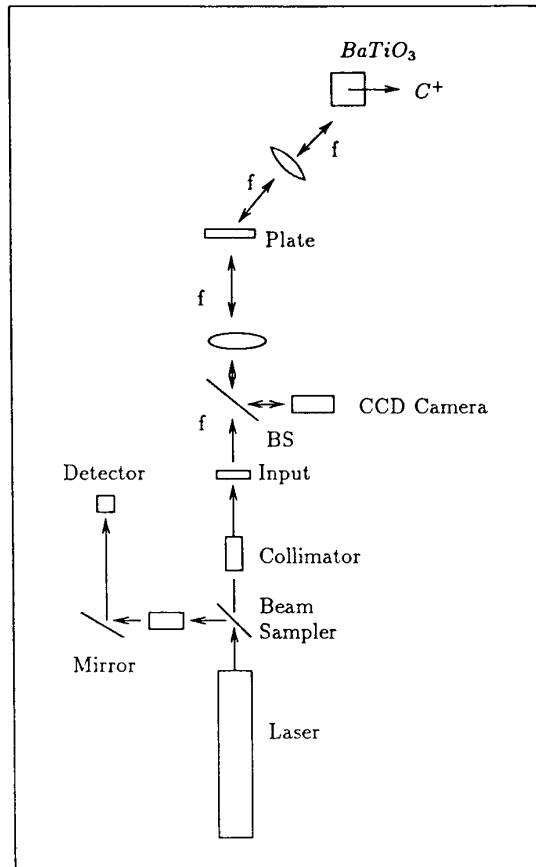 BaTiO₃
C⁺
f
f
Plate
f
CCD Camera
f
BS
Detector
Input
Collimator
Beam
Sampler
Mirror
Laser